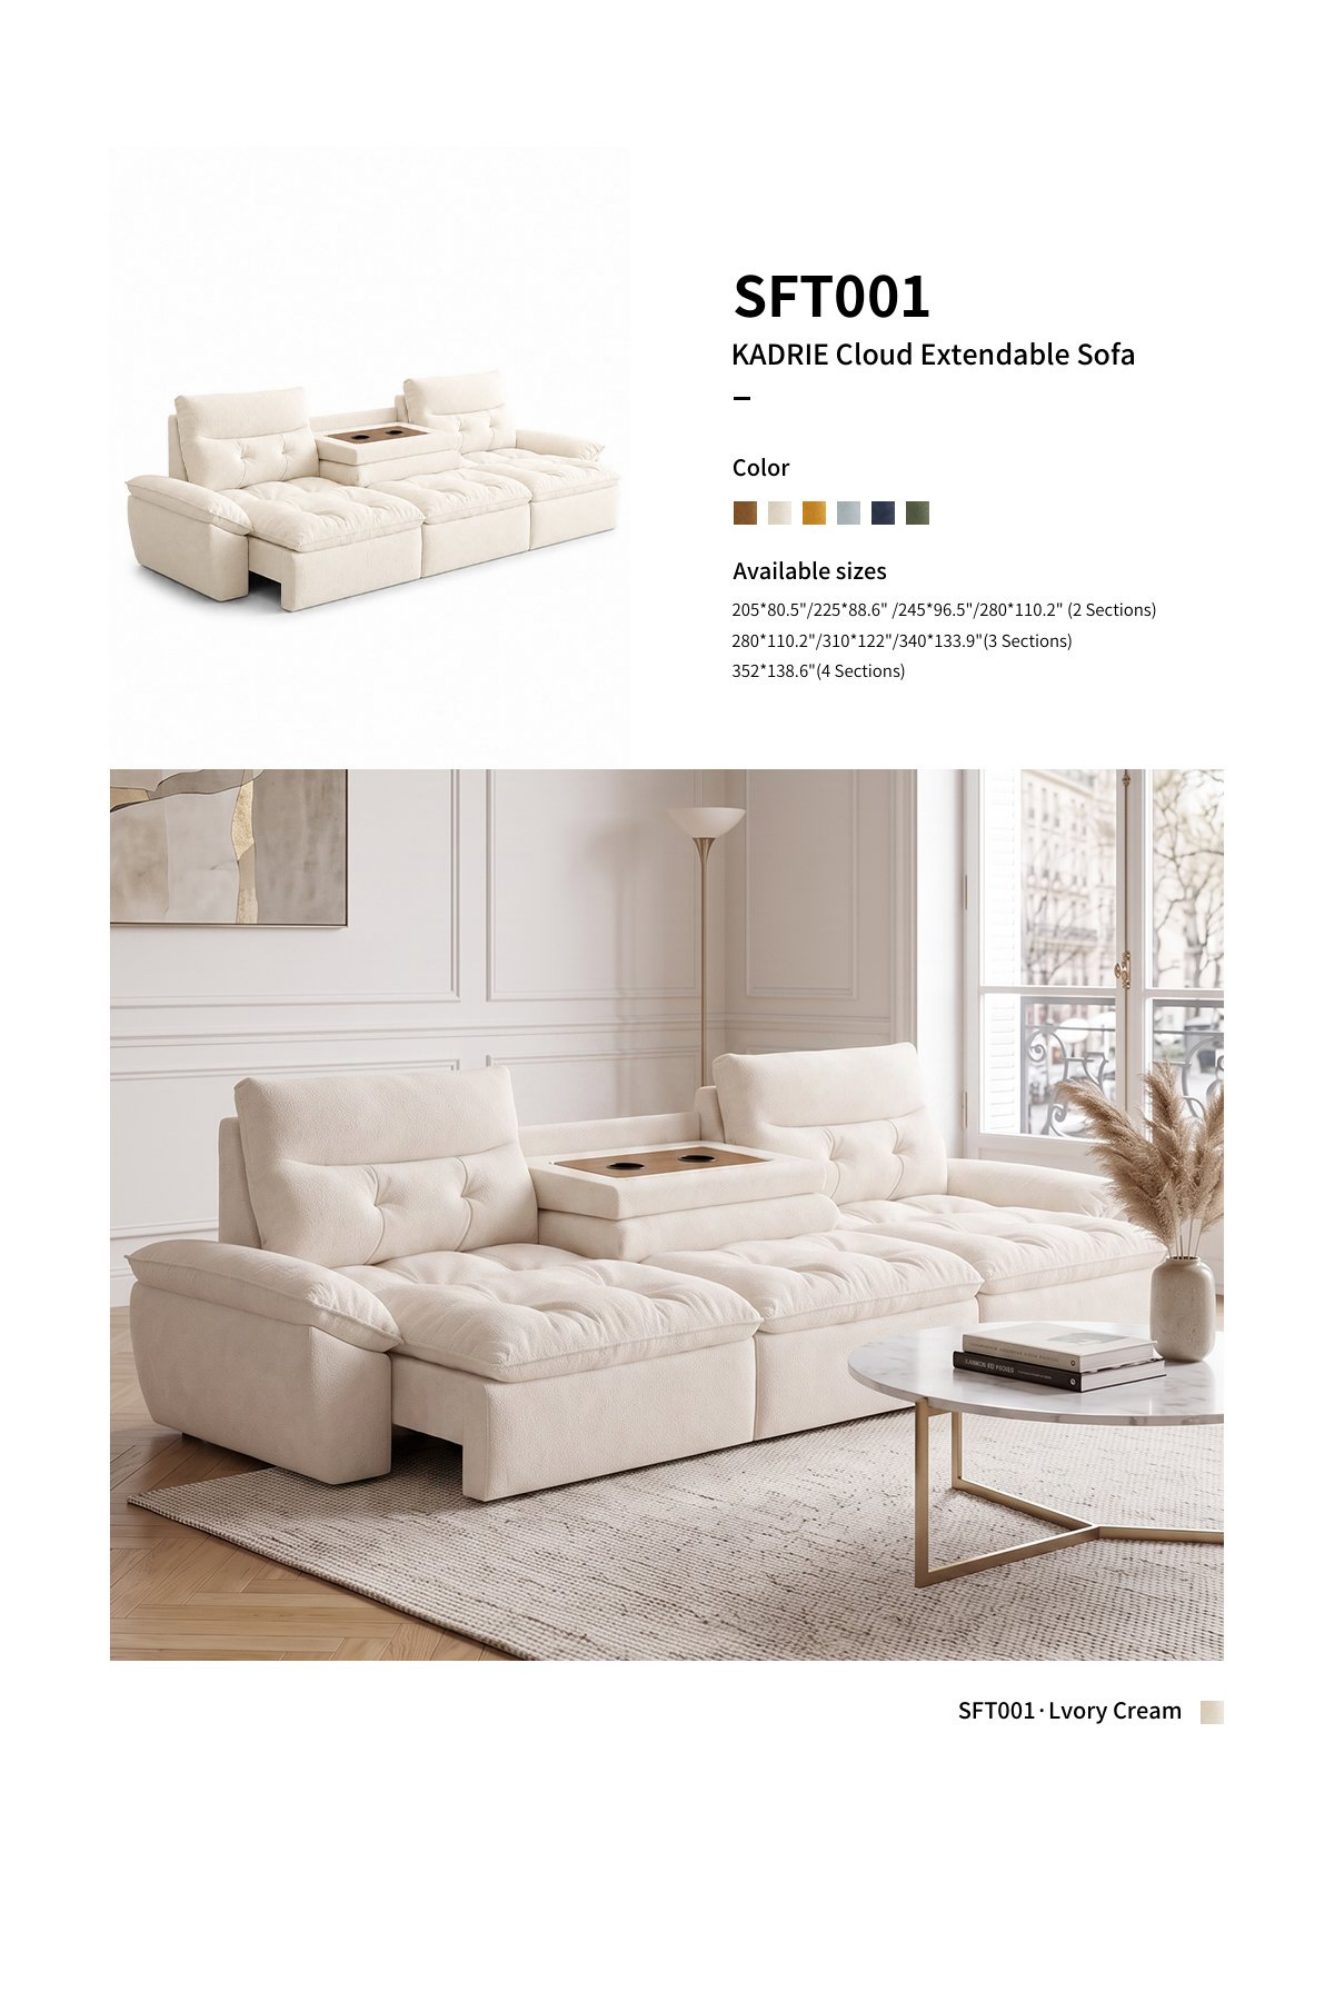 SFT001
KADRIE Cloud Extendable Sofa
–
Color
Available sizes
205*80.5"/225*88.6" /245*96.5"/280*110.2" (2 Sections)
280*110.2"/310*122"/340*133.9"(3 Sections)
352*138.6"(4 Sections)
SFT001·Lvory Cream